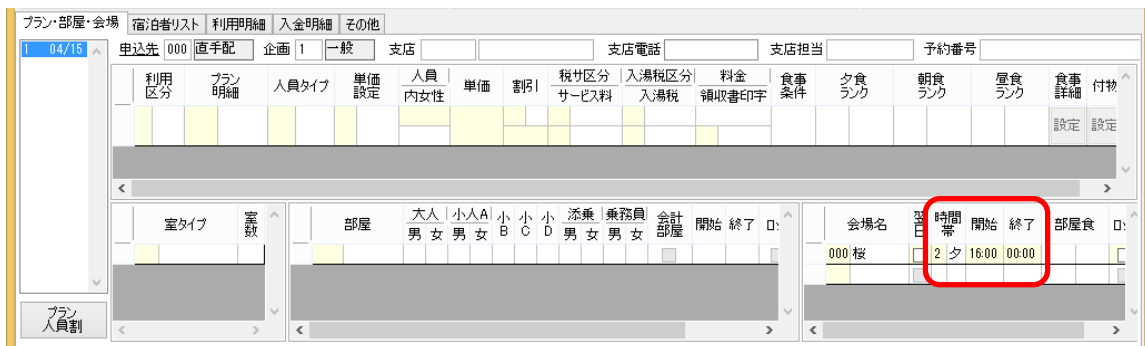 プラン・部屋・会場 宿泊者リスト 利用明細 入金明細 その他
1 04/15 申込先 000 直手配 企画 1 一般 支店 支店電話 支店担当 予約番号
利用区分 プラン明細 人員タイプ 単価設定 人員 内女性 単価 割引 税サ区分 サービス料 入湯税区分 入湯税 料金 領収書印字 食事条件 夕食ランク 朝食ランク 昼食ランク 食事詳細 付物
設定 設定
室タイプ 室数 部屋 大人 男 女 小人A 男 女 小B 小C 小D 添乗 男 女 乗務員 男 女 会計部屋 開始 終了 会場名 翌日 時間帯 開始 終了 部屋食
000 桜 2 夕 16:00 00:00
プラン人員割